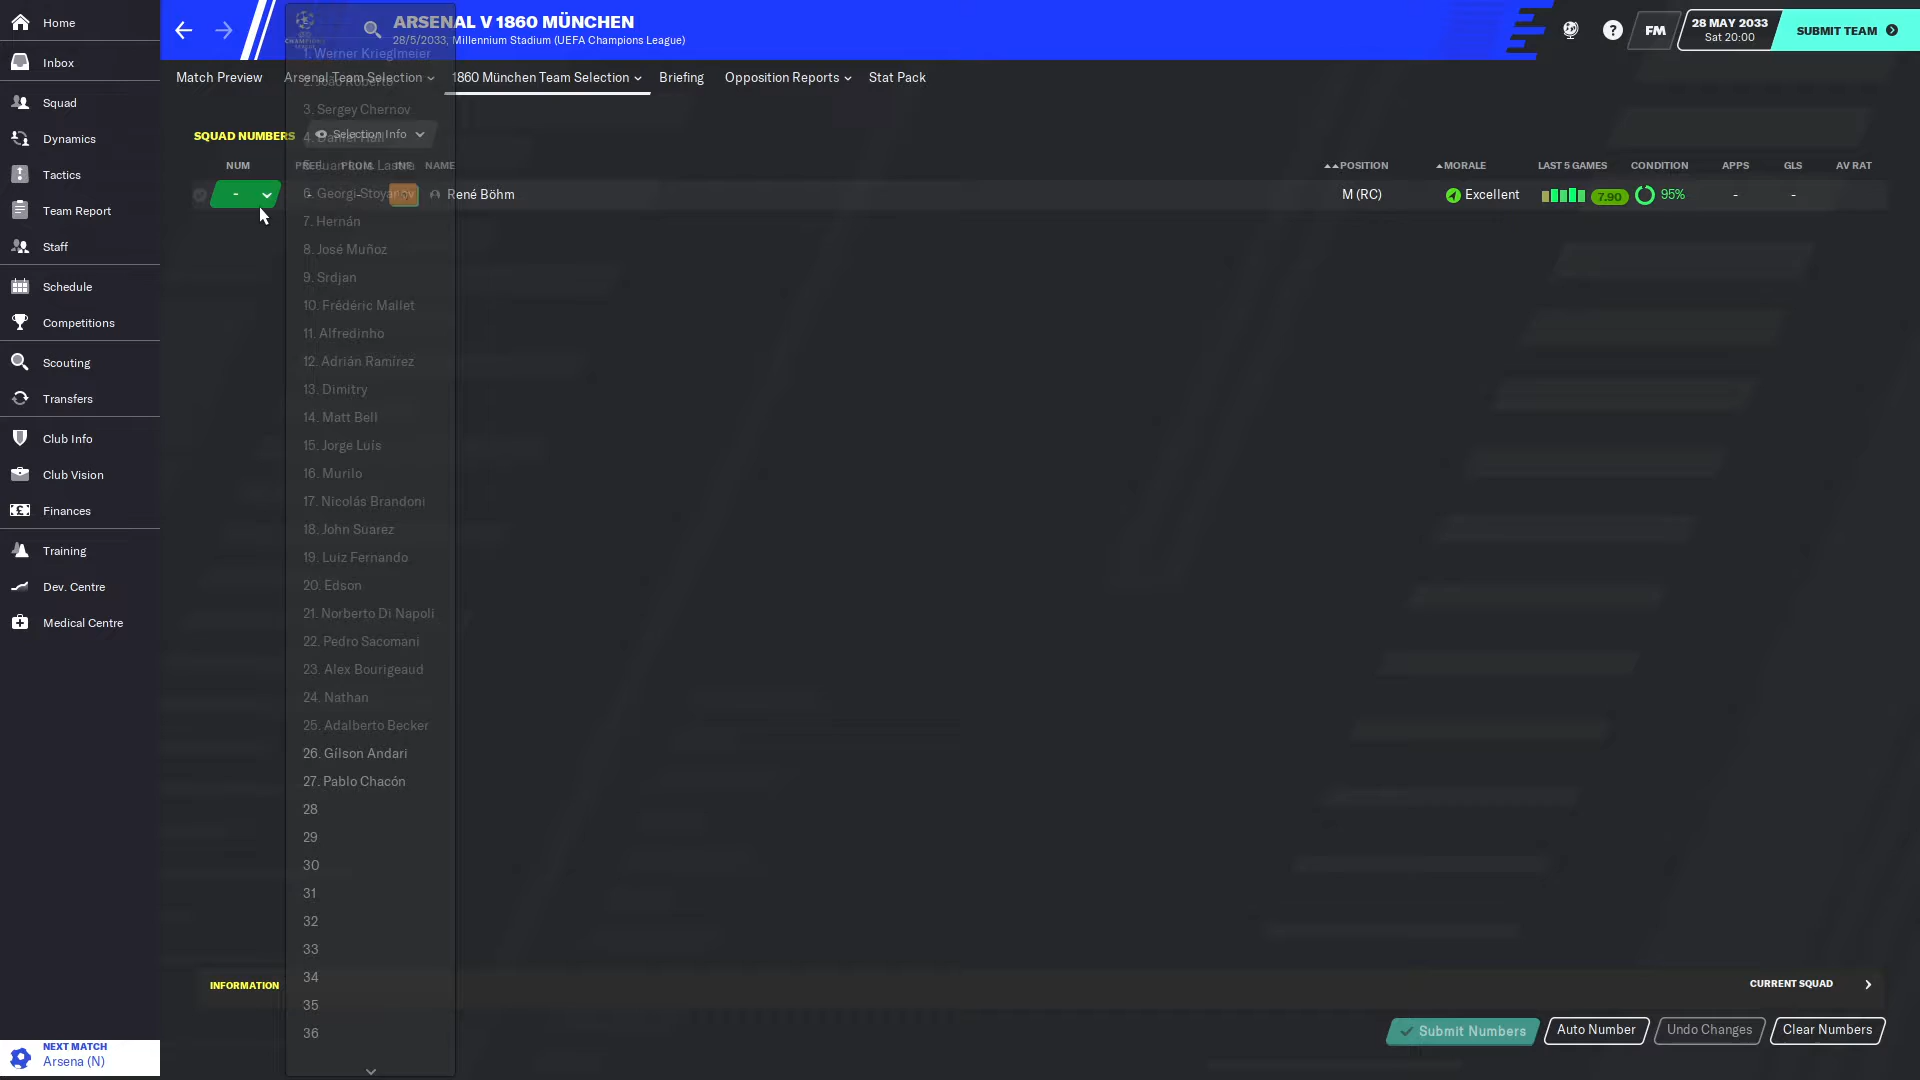 Home
Inbox
Squad
Dynamics
Tactics
Team Report
Staff
Schedule
Competitions
Scouting
Transfers
Club Info
Club Vision
Finances
Training
Dev. Centre
Medical Centre
NEXT MATCH
Arsena (N)
ARSENAL V 1860 MÜNCHEN
28/5/2033, Millennium Stadium (UEFA Champions League)
FM
28 MAY 2033
Sat 20:00
SUBMIT TEAM
Match Preview
Arsenal Team Selection
1860 München Team Selection
Briefing
Opposition Reports
Stat Pack
SQUAD NUMBERS
Selection Info
NUM
PREF
PROM
INF
NAME
POSITION
MORALE
LAST 5 GAMES
CONDITION
APPS
GLS
AV RAT
- - -
René Böhm
M (RC)
Excellent
7.90
95%
- -
1. Werner Krieglmeier
3. Sergey Chernov
6. Georgi Stoyanov
7. Hernán
8. José Muñoz
9. Srdjan
10. Frédéric Mallet
11. Alfredinho
12. Adrián Ramírez
13. Dimitry
14. Matt Bell
15. Jorge Luís
16. Murilo
17. Nicolás Brandoni
18. John Suarez
19. Luiz Fernando
20. Edson
21. Norberto Di Napoli
22. Pedro Sacomani
23. Alex Bourigeaud
24. Nathan
25. Adalberto Becker
26. Gílson Andari
27. Pablo Chacón
28
29
30
31
32
33
34
35
36
INFORMATION
CURRENT SQUAD
Submit Numbers
Auto Number
Undo Changes
Clear Numbers